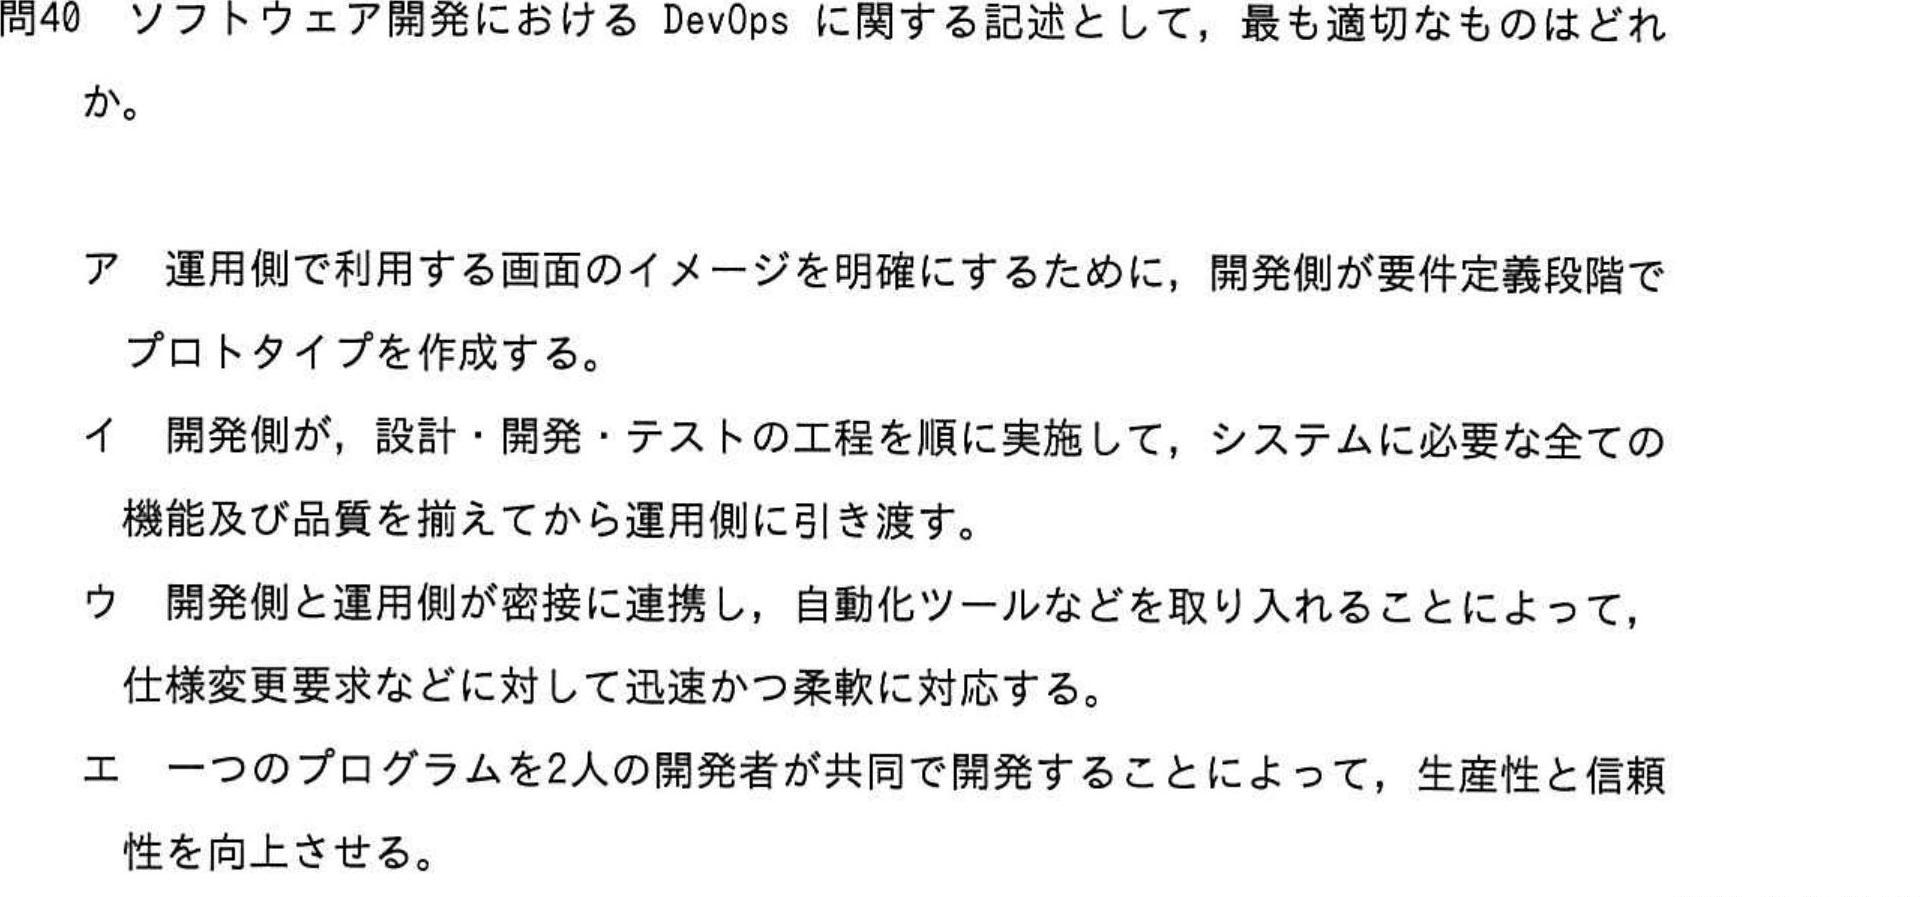 問40 ソフトウェア開発における DevOps に関する記述として，最も適切なものはどれ
か。
ア 運用側で利用する画面のイメージを明確にするために，開発側が要件定義段階で
プロトタイプを作成する。
イ 開発側が，設計・開発・テストの工程を順に実施して，システムに必要な全ての
機能及び品質を揃えてから運用側に引き渡す。
ウ 開発側と運用側が密接に連携し，自動化ツールなどを取り入れることによって，
仕様変更要求などに対して迅速かつ柔軟に対応する。
エ 一つのプログラムを2人の開発者が共同で開発することによって，生産性と信頼
性を向上させる。